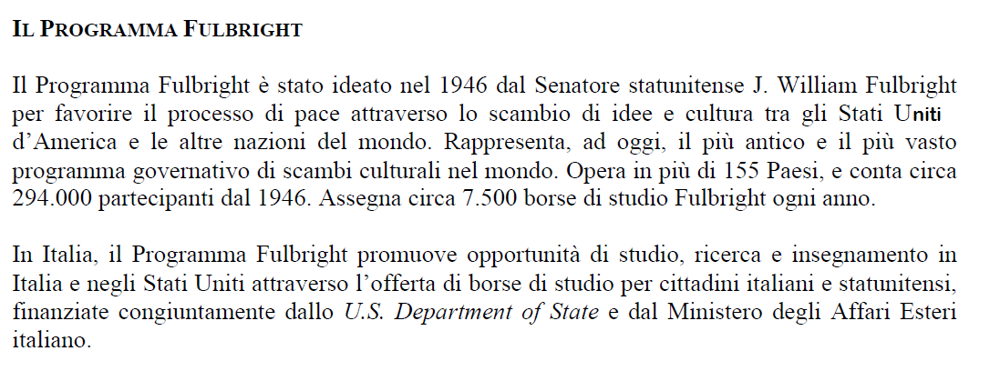 IL PROGRAMMA FULBRIGHT
Il Programma Fulbright è stato ideato nel 1946 dal Senatore statunitense J. William Fulbright
per favorire il processo di pace attraverso lo scambio di idee e cultura tra gli Stati Uniti
d’America e le altre nazioni del mondo. Rappresenta, ad oggi, il più antico e il più vasto
programma governativo di scambi culturali nel mondo. Opera in più di 155 Paesi, e conta circa
294.000 partecipanti dal 1946. Assegna circa 7.500 borse di studio Fulbright ogni anno.
In Italia, il Programma Fulbright promuove opportunità di studio, ricerca e insegnamento in
Italia e negli Stati Uniti attraverso l’offerta di borse di studio per cittadini italiani e statunitensi,
finanziate congiuntamente dallo U.S. Department of State e dal Ministero degli Affari Esteri
italiano.